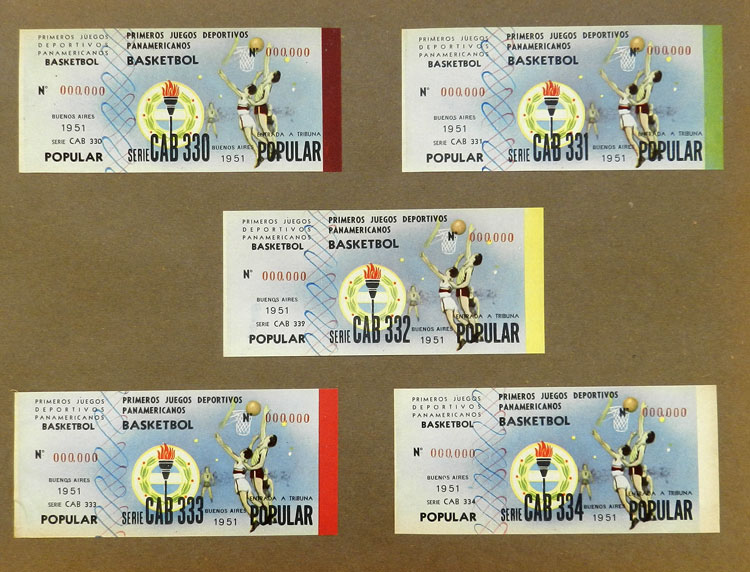 PRIMEROS JUEGOS
DEPORTIVOS
PANAMERICANOS
BASKETBOL
Nº 000.000
BUENOS AIRES
1951
SERIE CAB 330
POPULAR
PRIMEROS JUEGOS DEPORTIVOS
PANAMERICANOS
Nº 000.000
BASKETBOL
ENTRADA A TRIBUNA
SERIE CAB 330 BUENOS AIRES 1951 POPULAR
PRIMEROS JUEGOS
DEPORTIVOS
PANAMERICANOS
BASKETBOL
Nº 000.000
BUENOS AIRES
1951
SERIE CAB 331
POPULAR
PRIMEROS JUEGOS DEPORTIVOS
PANAMERICANOS
Nº 000.000
BASKETBOL
ENTRADA A TRIBUNA
SERIE CAB 331 BUENOS AIRES 1951 POPULAR
PRIMEROS JUEGOS
DEPORTIVOS
PANAMERICANOS
BASKETBOL
Nº 000.000
BUENOS AIRES
1951
SERIE CAB 332
POPULAR
PRIMEROS JUEGOS DEPORTIVOS
PANAMERICANOS
Nº 000.000
BASKETBOL
ENTRADA A TRIBUNA
SERIE CAB 332 BUENOS AIRES 1951 POPULAR
PRIMEROS JUEGOS
DEPORTIVOS
PANAMERICANOS
BASKETBOL
Nº 000.000
BUENOS AIRES
1951
SERIE CAB 333
POPULAR
PRIMEROS JUEGOS DEPORTIVOS
PANAMERICANOS
Nº 000.000
BASKETBOL
ENTRADA A TRIBUNA
SERIE CAB 333 BUENOS AIRES 1951 POPULAR
PRIMEROS JUEGOS
DEPORTIVOS
PANAMERICANOS
BASKETBOL
Nº 000.000
BUENOS AIRES
1951
SERIE CAB 334
POPULAR
PRIMEROS JUEGOS DEPORTIVOS
PANAMERICANOS
Nº 000.000
BASKETBOL
ENTRADA A TRIBUNA
SERIE CAB 334 BUENOS AIRES 1951 POPULAR